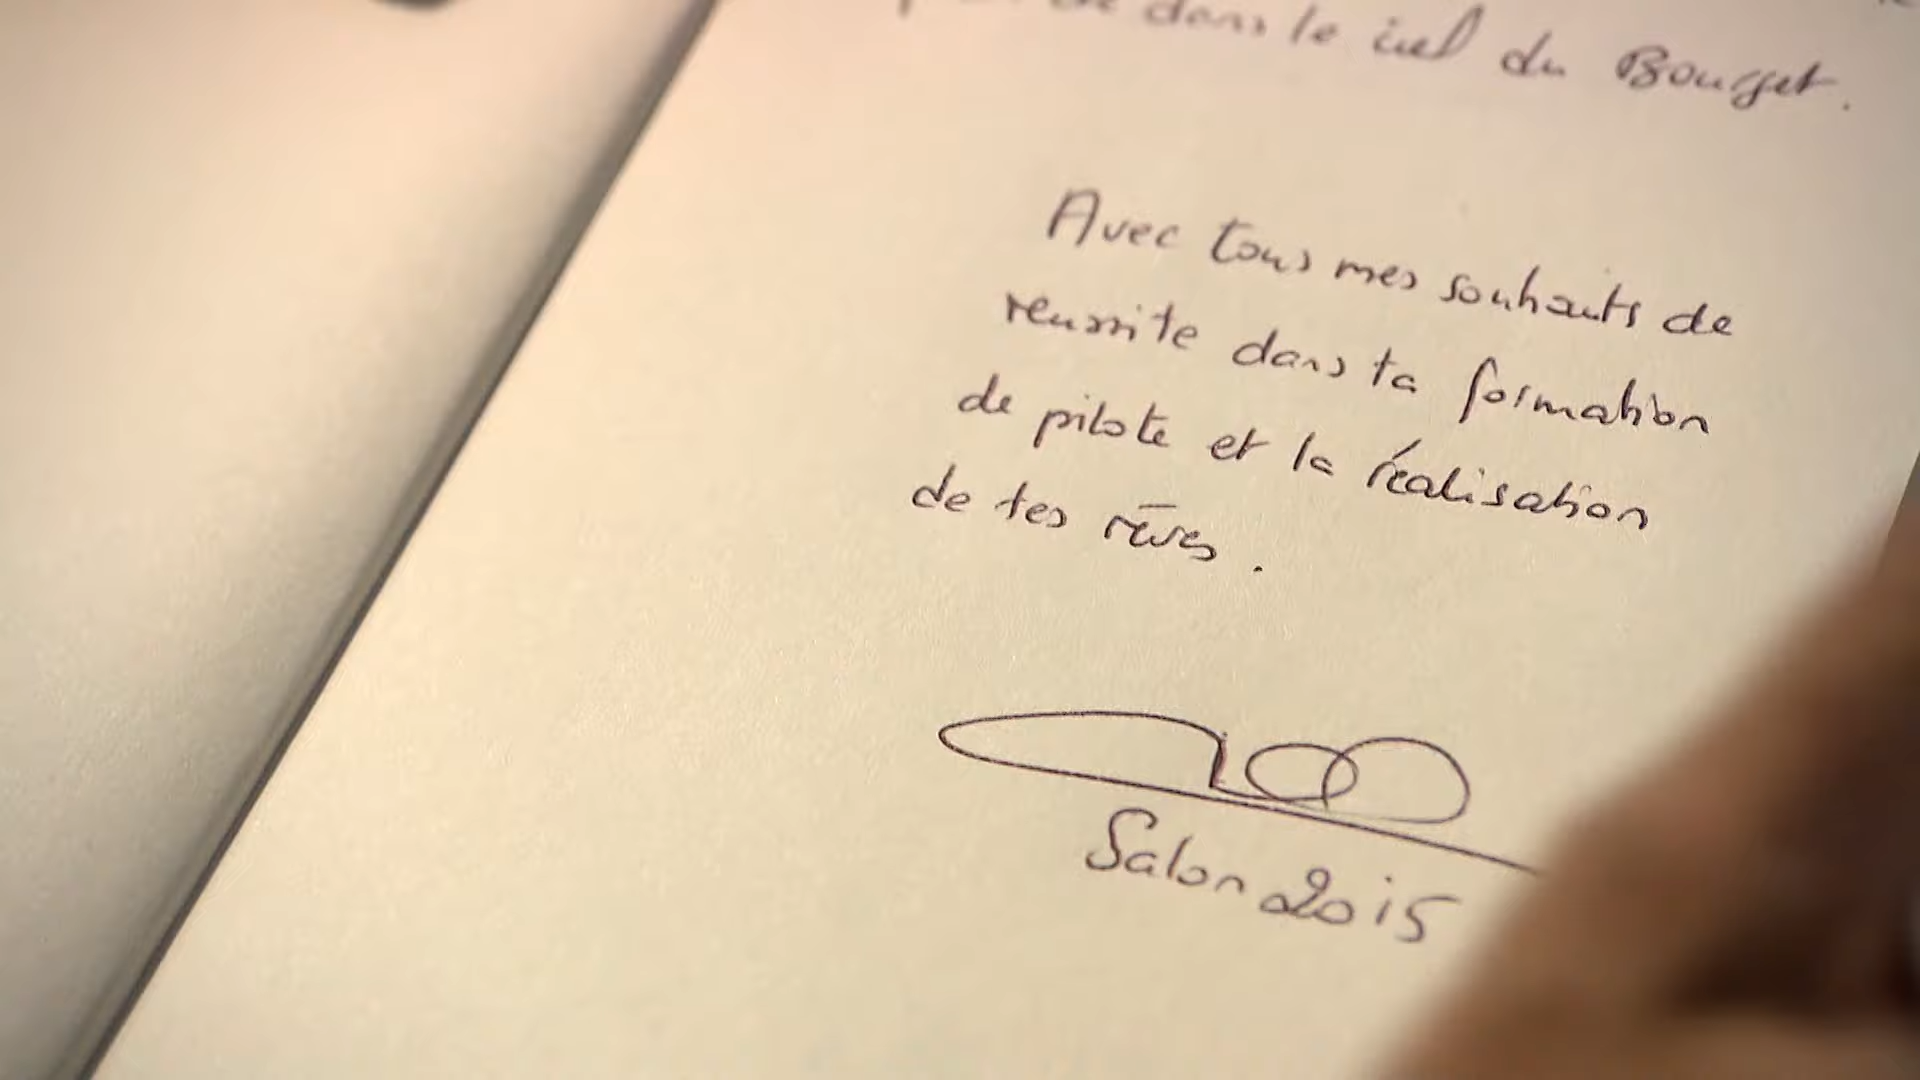 dans le ciel du Bourget.
Avec tous mes souhaits de
reussite dans ta formation
de pilote et la réalisation
de tes rêves.
Salon 2015